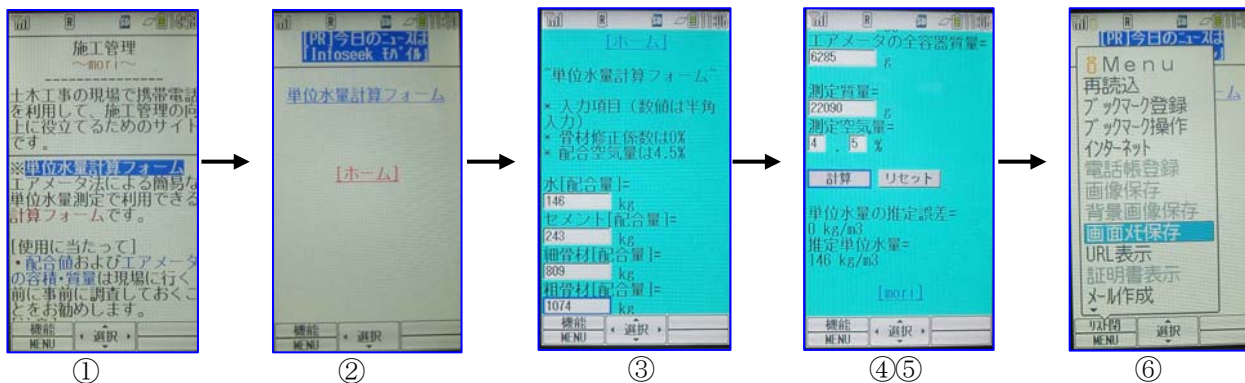 施工管理
～mori～
---------------
土木工事の現場で携帯電話
を利用して、施工管理の向
上に役立てるためのサイト
です。
※単位水量計算フォーム
エアメータ法による簡易な
単位水量測定で利用できる
計算フォームです。
[使用に当たって]
・配合値およびエアメータ
の容積・質量は現場に行く
前に事前に調査しておくこ
とをお勧めします。
機能
MENU
選択
①
[PR]今日のニュースは
「Infoseek モバイル」
単位水量計算フォーム
[ホーム]
機能
MENU
選択
②
[ホーム]
~単位水量計算フォーム~
* 入力項目（数値は半角
入力）
* 骨材修正係数は0%
* 配合空気量は4.5%
水[配合量]=
146 kg
セメント[配合量]=
243 kg
細骨材[配合量]=
809 kg
粗骨材[配合量]=
1074 kg
機能
MENU
選択
③
エアメータの全容器質量=
6285 g
測定質量=
22090 g
測定空気量=
4 . 5 %
計算 リセット
単位水量の推定誤差=
0 kg/m3
推定単位水量=
146 kg/m3
[mori]
機能
MENU
選択
④⑤
[PR]今日のニュースは
Menu
再読込
ブックマーク登録
ブックマーク操作
インターネット
電話帳登録
画像保存
背景画像保存
画面メモ保存
URL表示
証明書表示
メール作成
リスト閉
MENU
選択
⑥